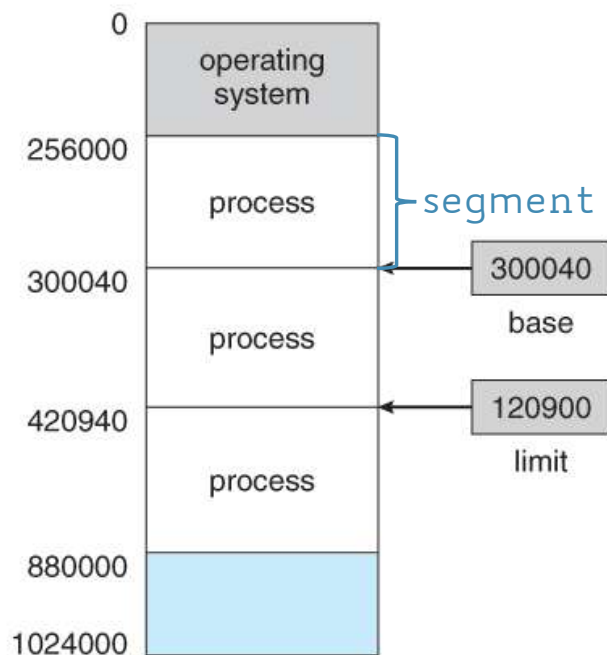 0
operating
system
256000
process
segment
300040
300040
base
process
420940
120900
limit
process
880000
1024000